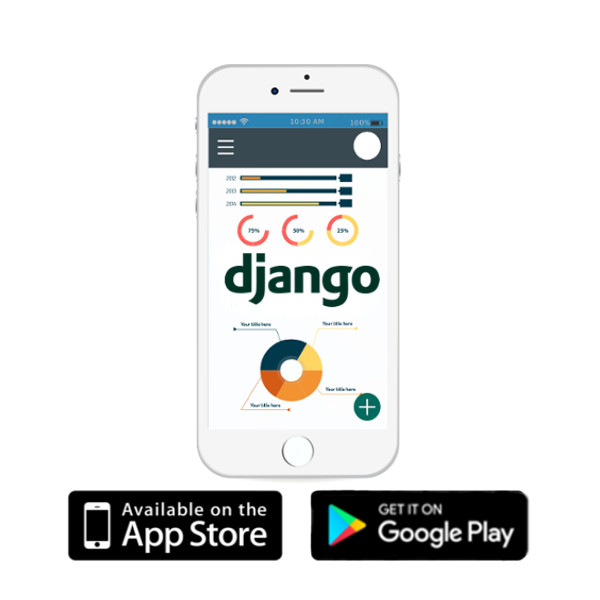 10:30 AM 100%
2012
2013
2014
75% 50% 25%
django
Your title here Your title here
Your title here
Your title here
Available on the GET IT ON
App Store Google Play